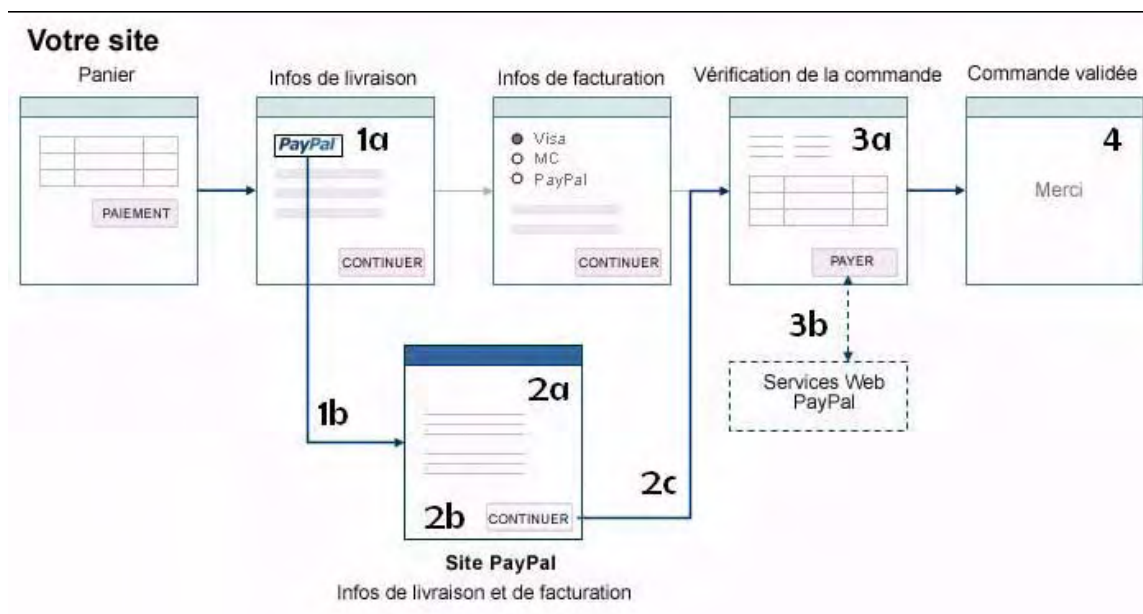 Votre site
Panier
Infos de livraison
Infos de facturation
Vérification de la commande
Commande validée
PayPal
1a
Visa
MC
PayPal
3a
4
PAIEMENT
Merci
CONTINUER
CONTINUER
PAYER
3b
Services Web
PayPal
1b
2a
2b
CONTINUER
2c
Site PayPal
Infos de livraison et de facturation